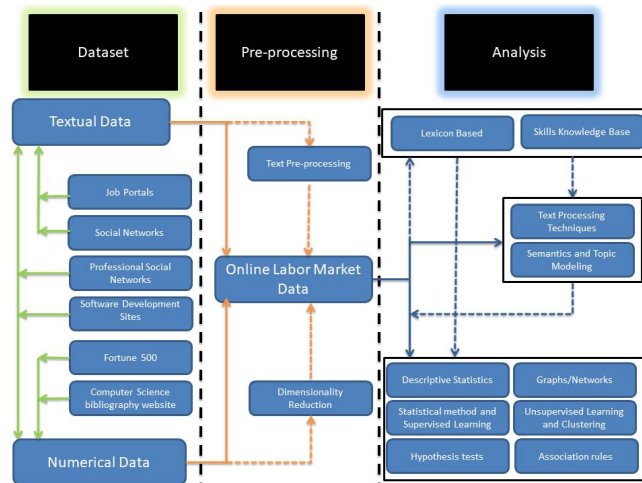 Dataset
Pre-processing
Analysis
Textual Data
Job Portals
Social Networks
Professional Social
Networks
Software Development
Sites
Fortune 500
Computer Science
bibliography website
Numerical Data
Text Pre-processing
Online Labor Market
Data
Dimensionality
Reduction
Lexicon Based
Skills Knowledge Base
Text Processing
Techniques
Semantics and Topic
Modeling
Descriptive Statistics
Graphs/Networks
Statistical method and
Supervised Learning
Unsupervised Learning
and Clustering
Hypothesis tests
Association rules